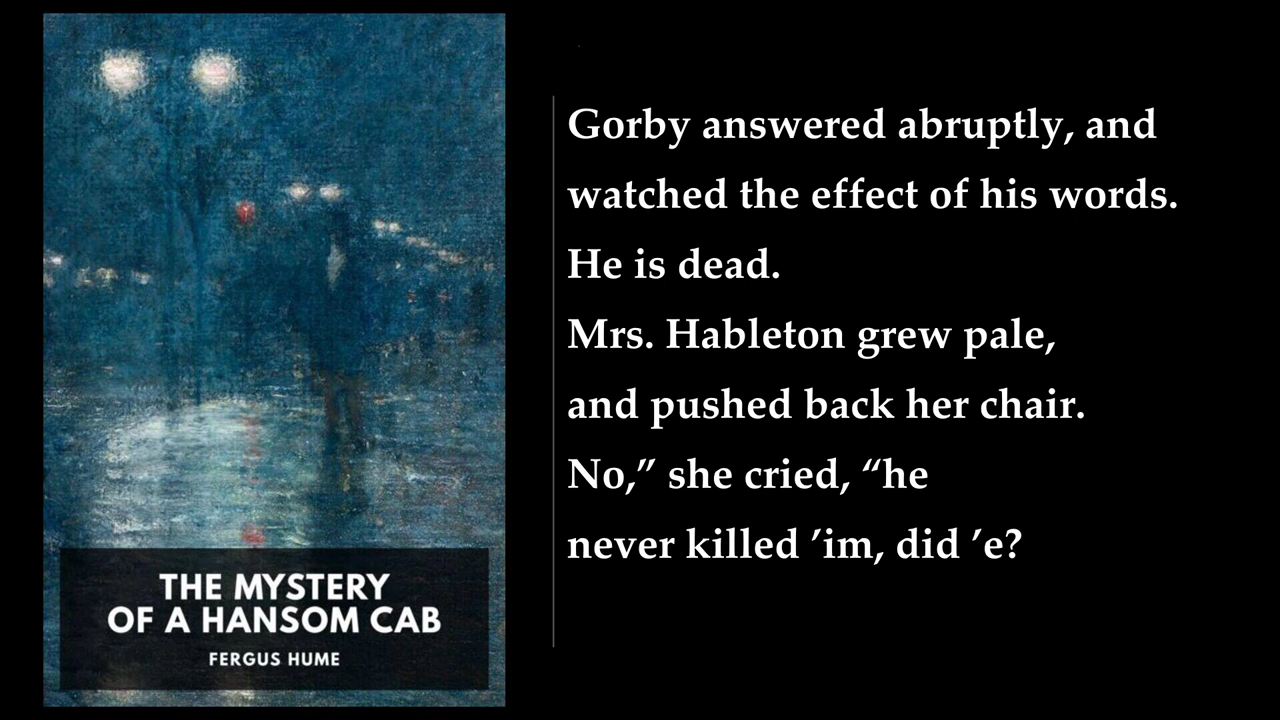 THE MYSTERY
OF A HANSOM CAB
FERGUS HUME
Gorby answered abruptly, and
watched the effect of his words.
He is dead.
Mrs. Hableton grew pale,
and pushed back her chair.
No,” she cried, “he
never killed ’im, did ’e?